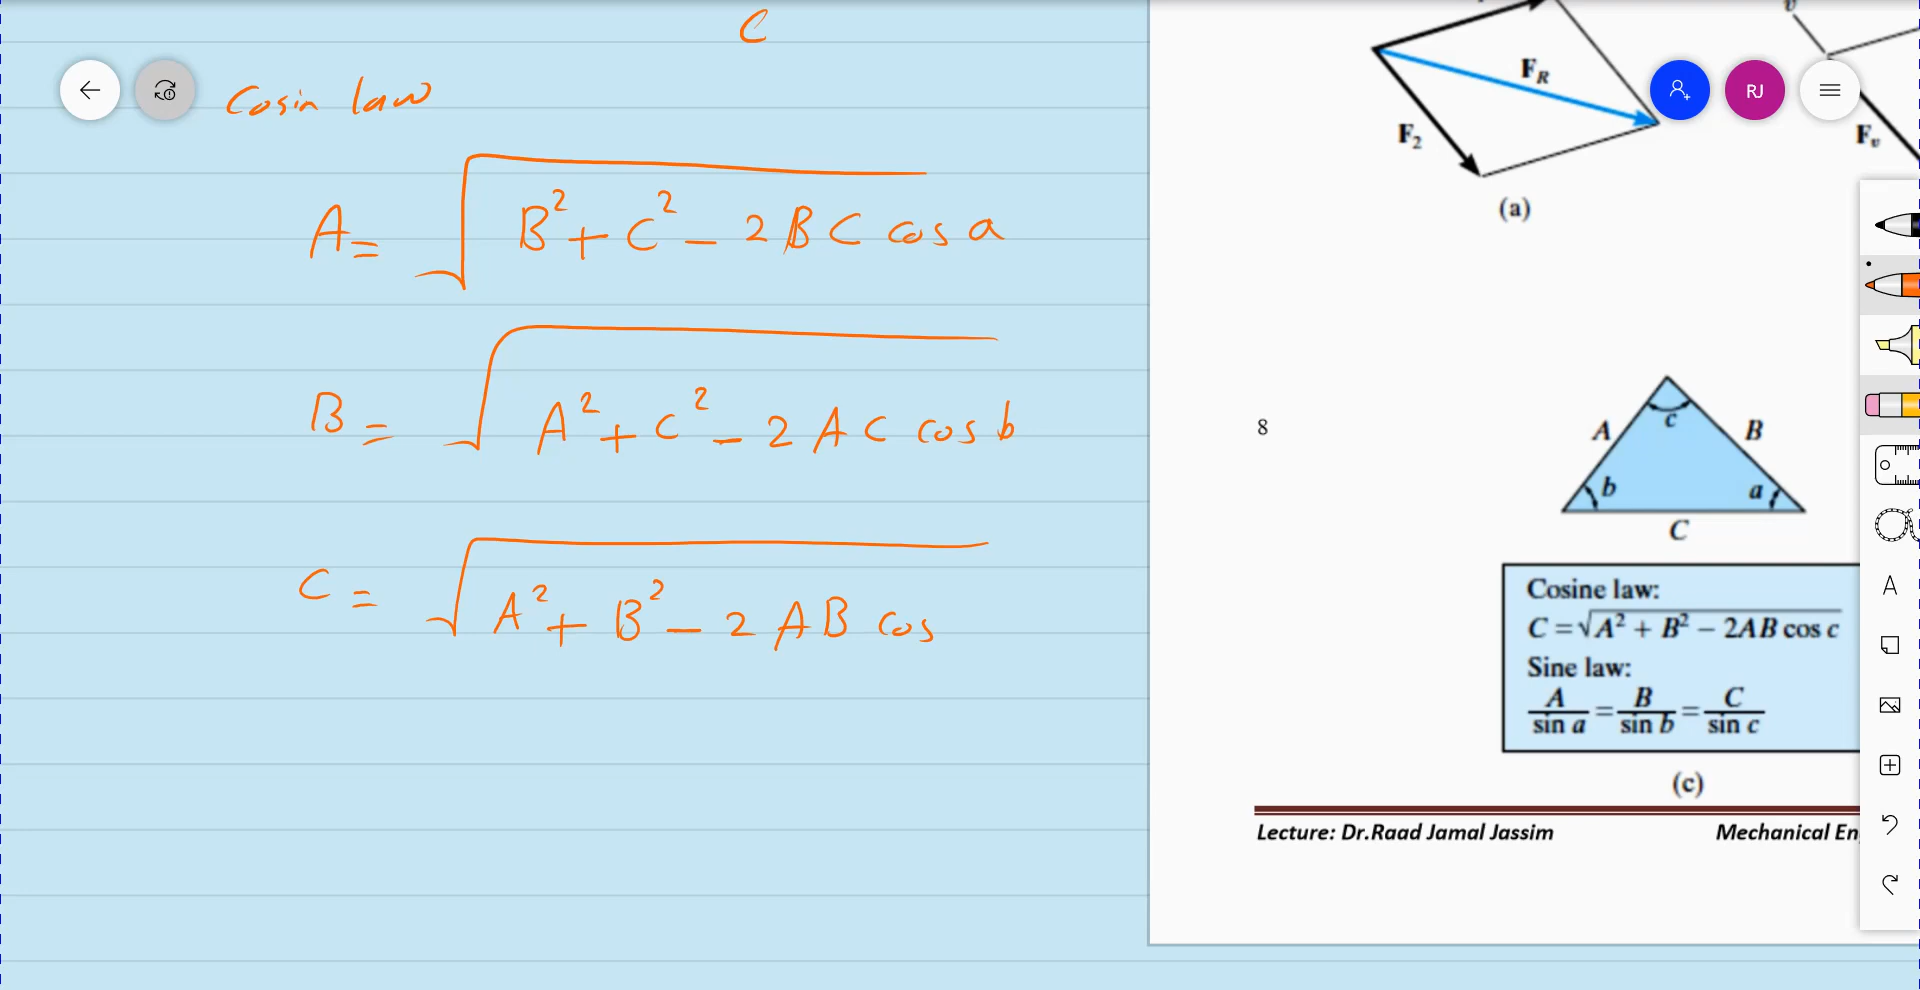 C
Cosin law
A = √B² + C² - 2BC cos a
B = √A² + C² - 2AC cos b
C = √A² + B² - 2AB cos
F_R
F₂
(a)
v
F_v
RJ
8
c
A
B
b
a
C
Cosine law:
C = √A² + B² − 2AB cos c
Sine law:
A/sin a = B/sin b = C/sin c
(c)
Lecture: Dr.Raad Jamal Jassim
Mechanical En
A